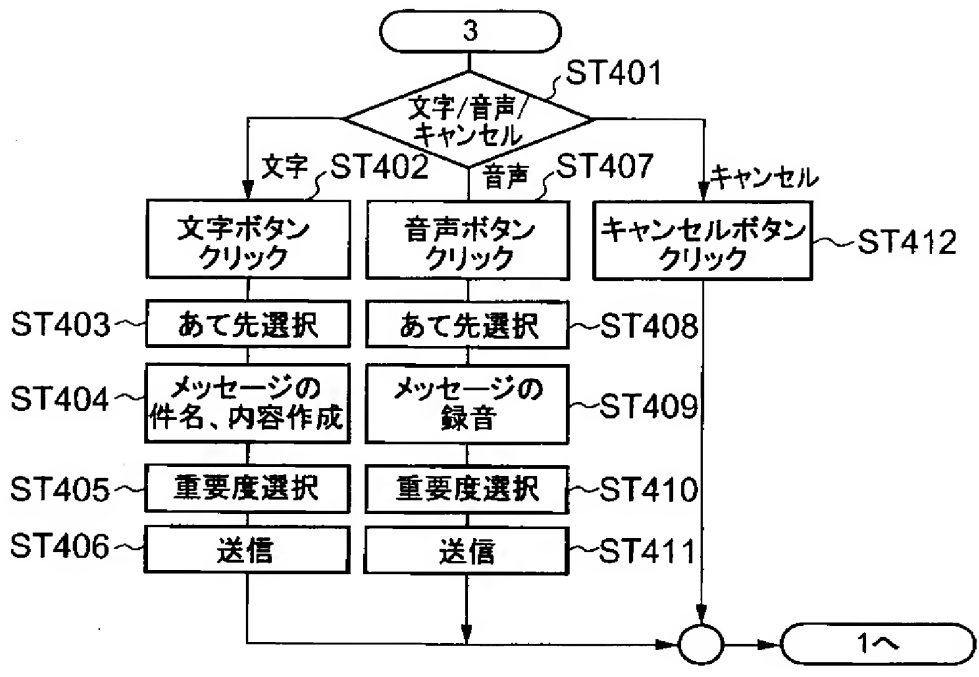 3
ST401
文字/音声/
キャンセル
文字
ST402
音声
ST407
キャンセル
文字ボタン
クリック
音声ボタン
クリック
キャンセルボタン
クリック
ST412
ST403
あて先選択
あて先選択
ST408
ST404
メッセージの
件名、内容作成
メッセージの
録音
ST409
ST405
重要度選択
重要度選択
ST410
ST406
送信
送信
ST411
1へ